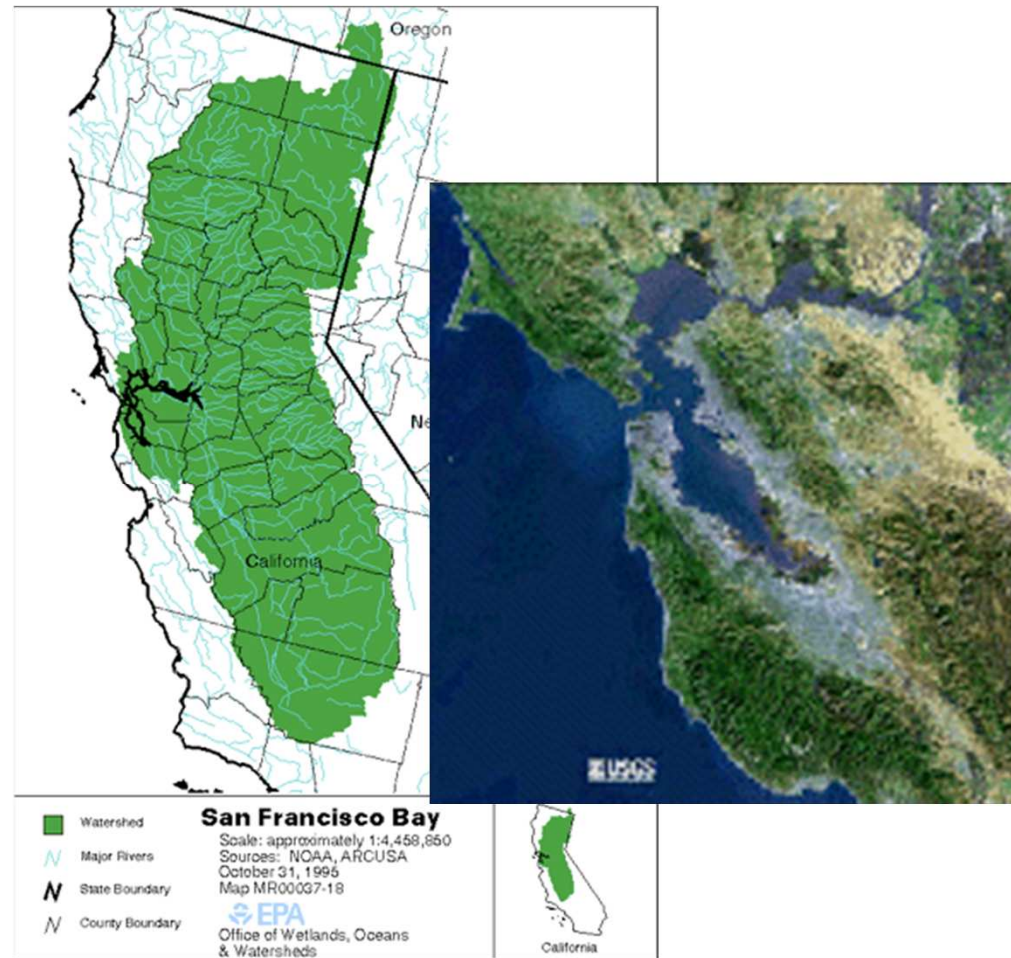 Oregon
Ne
California
USGS
Watershed
Major Rivers
State Boundary
County Boundary
San Francisco Bay
Scale: approximately 1:4,458,850
Sources: NOAA, ARCUSA
October 31, 1995
Map MR00037-18
EPA
Office of Wetlands, Oceans
& Watersheds
California